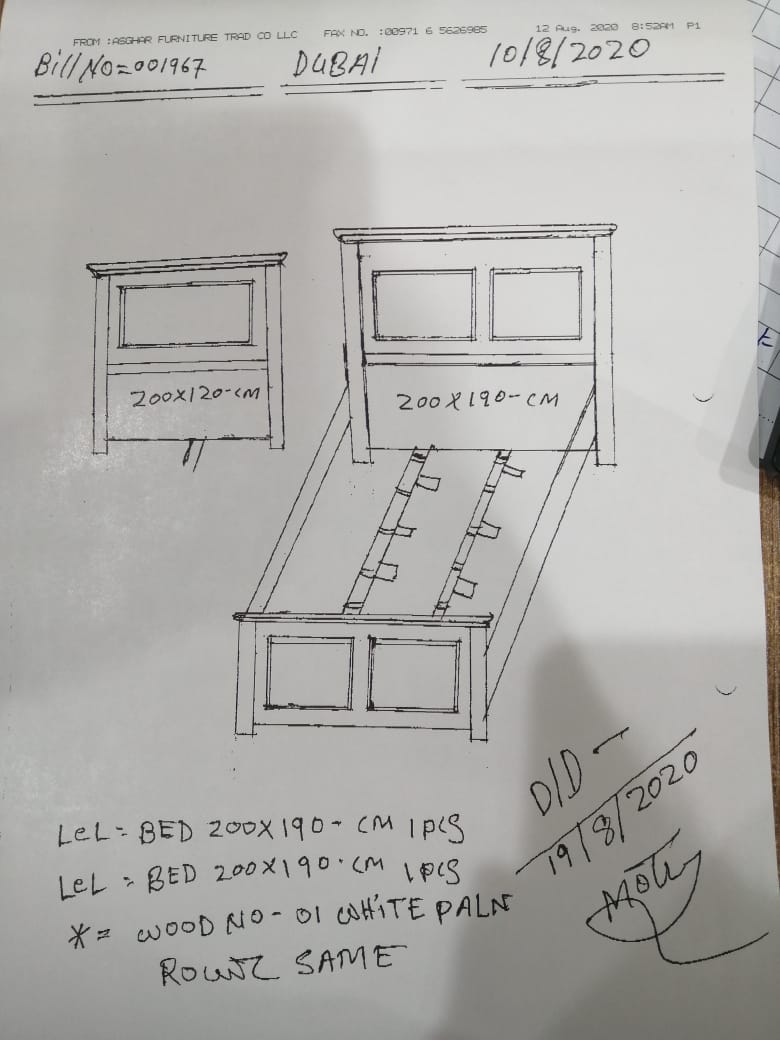 FROM :ASGHAR FURNITURE TRAD CO LLC FAX NO. :00971 6 5626985 12 Aug. 2020 8:52AM P1
Bill NO=001967 DUBAI 10/8/2020
200X120-CM 200X190-CM
D/D-
19/8/2020
LEL= BED 200X190- CM 1PCS
LEL = BED 200X190-CM 1PCS
*= WOOD NO-01 WHITE PALN
SAME